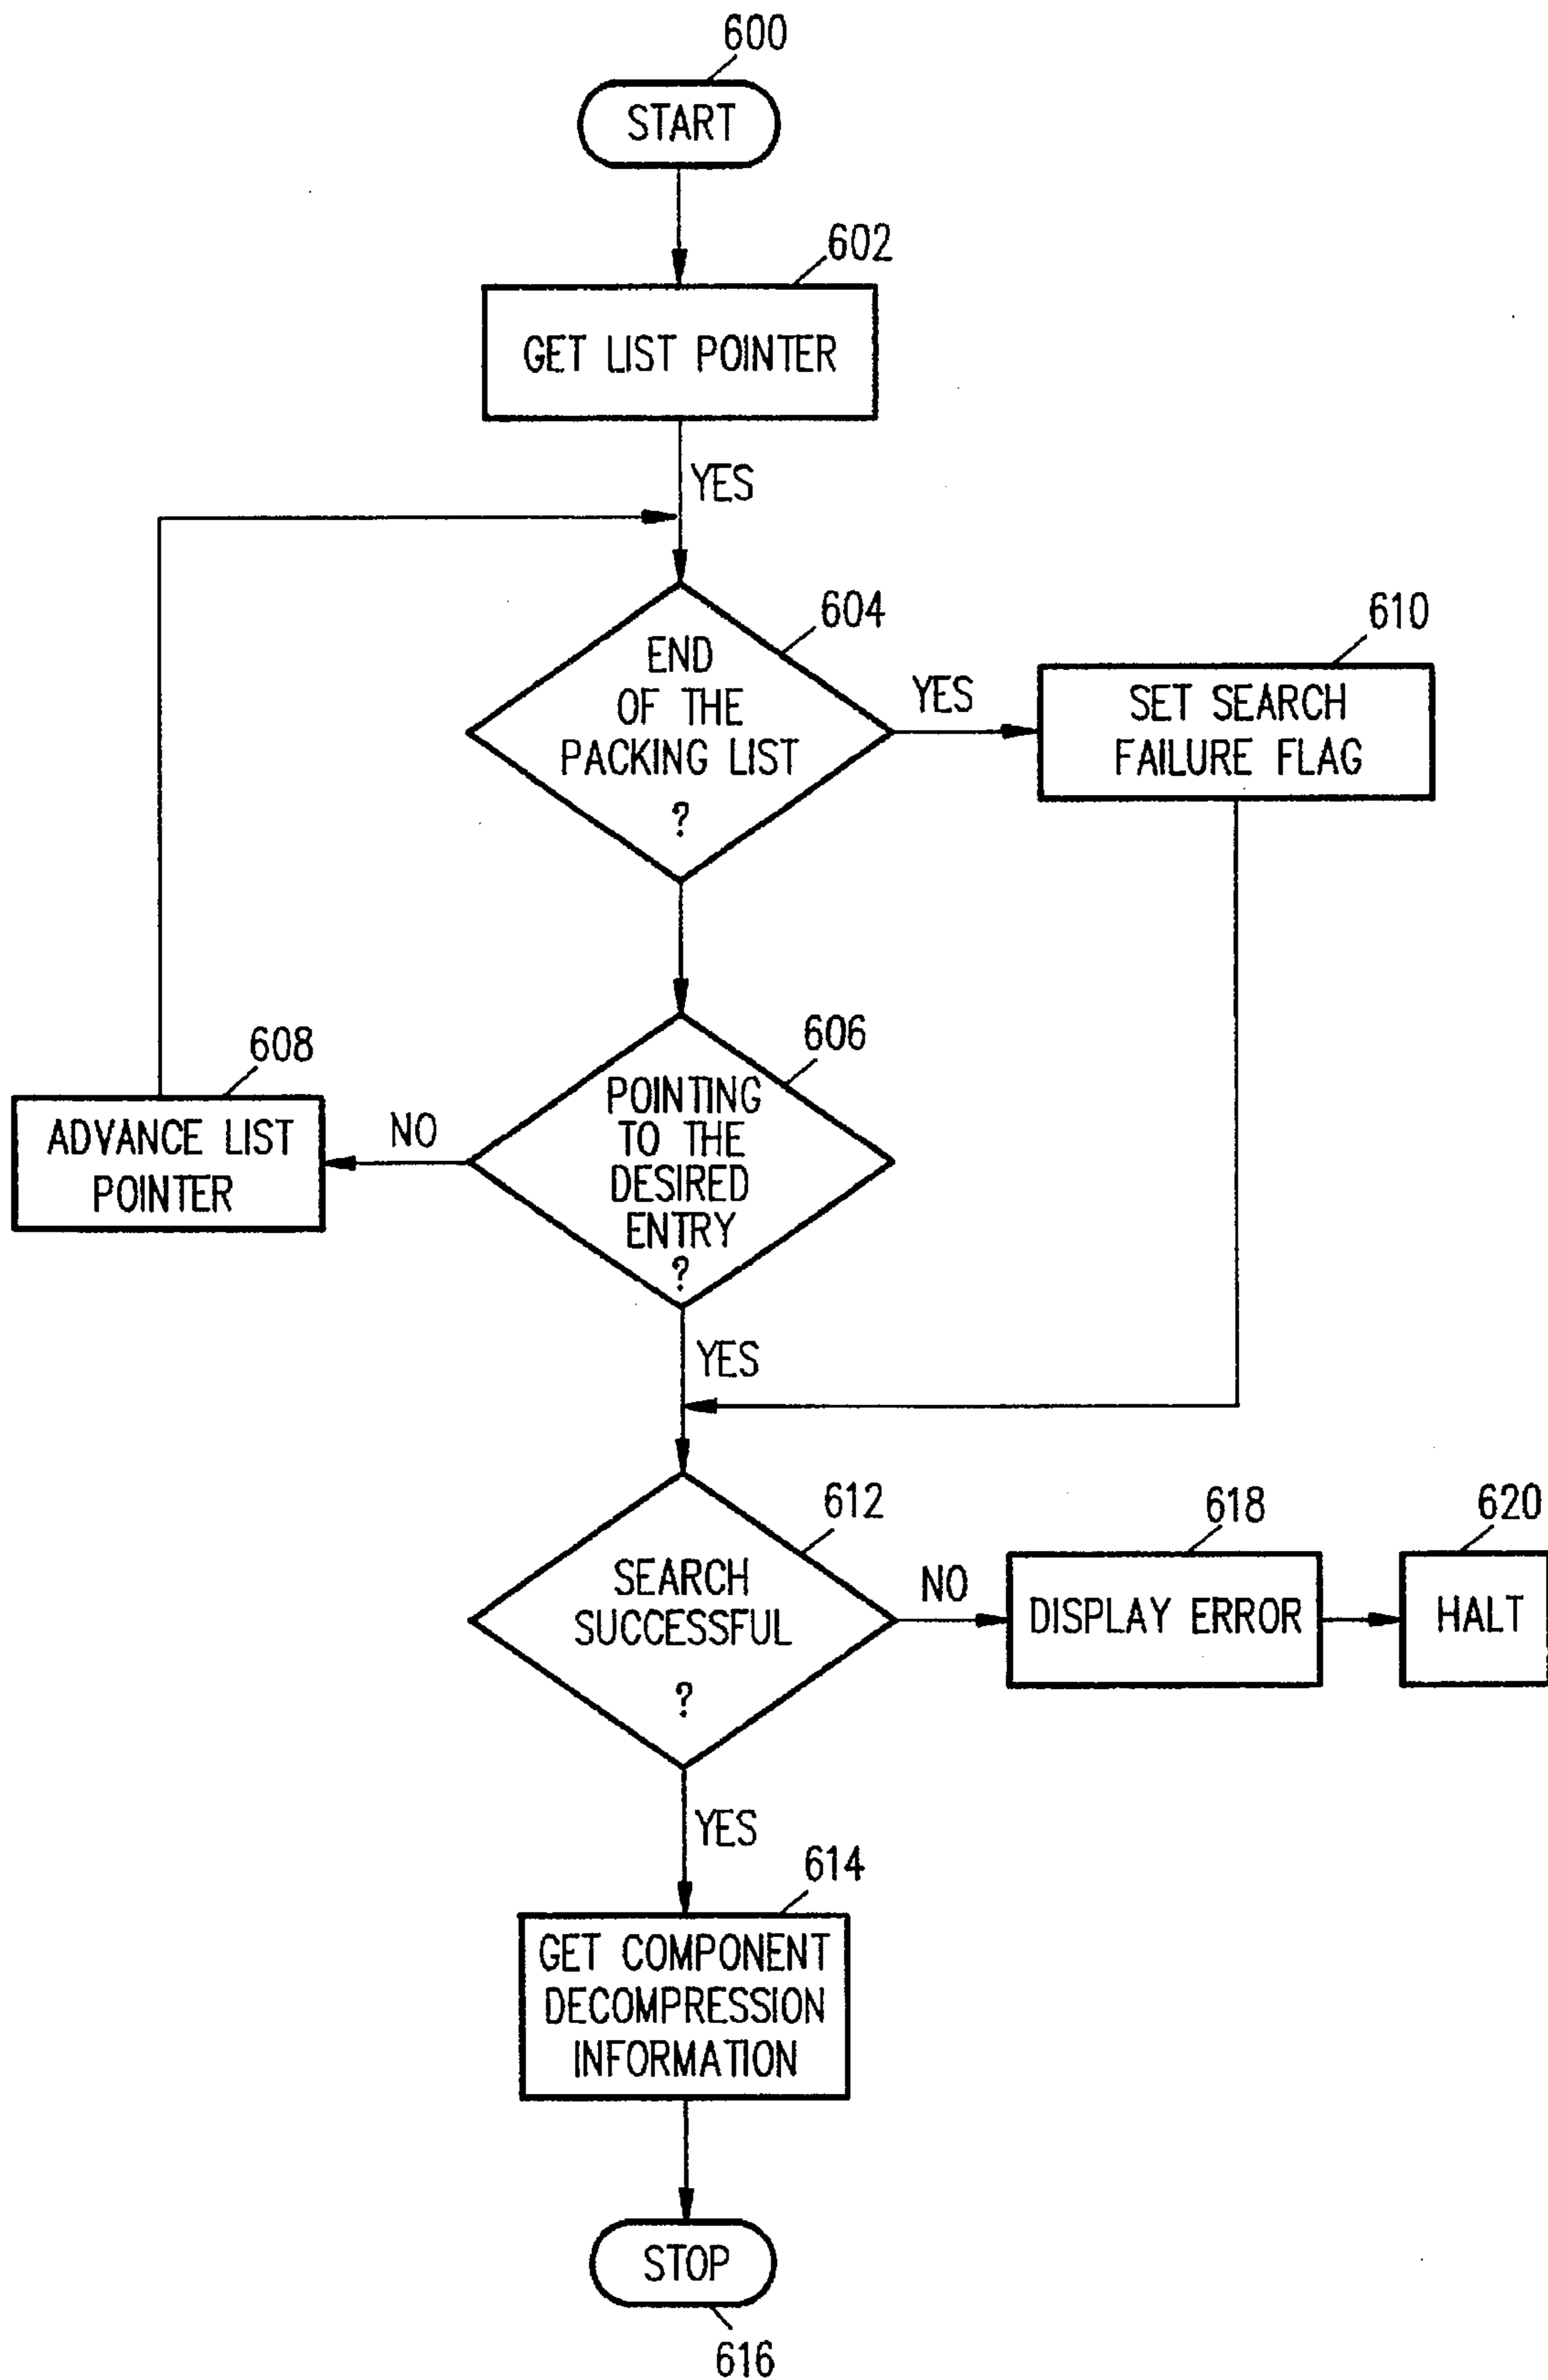 600
START
602
GET LIST POINTER
YES
604
END
OF THE
PACKING LIST
?
YES
610
SET SEARCH
FAILURE FLAG
606
POINTING
TO THE
DESIRED
ENTRY
?
NO
608
ADVANCE LIST
POINTER
YES
612
SEARCH
SUCCESSFUL
?
NO
618
DISPLAY ERROR
620
HALT
YES
614
GET COMPONENT
DECOMPRESSION
INFORMATION
STOP
616